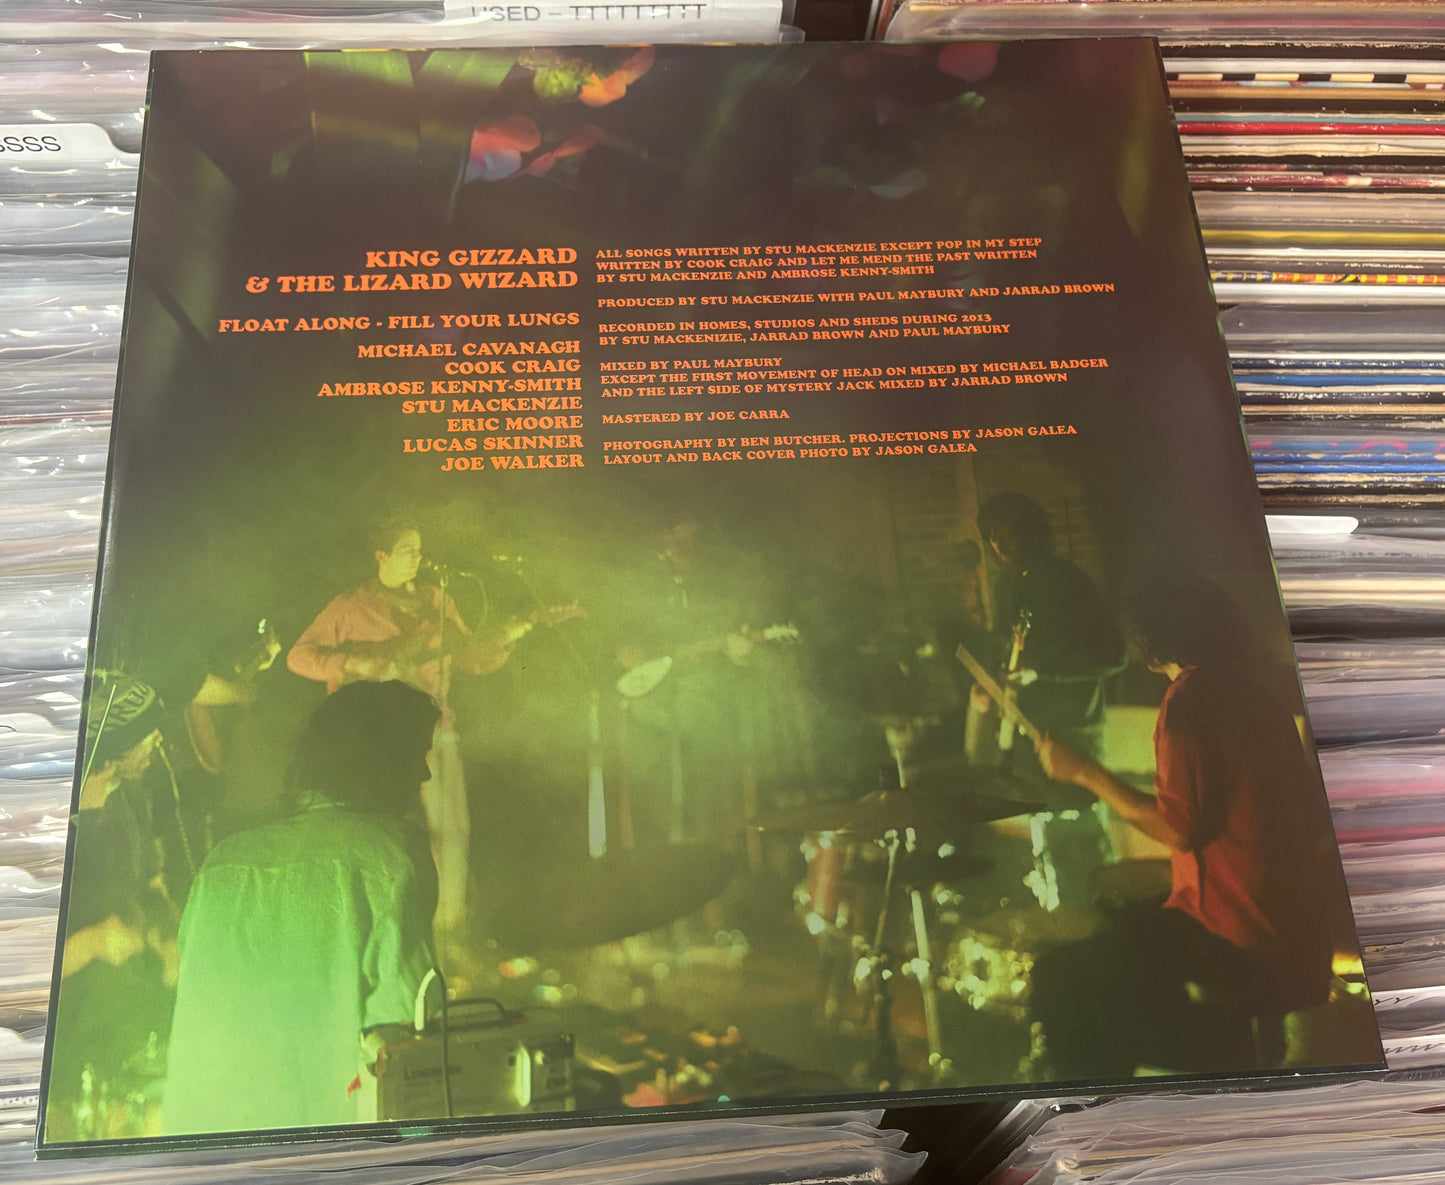 USED – TTTTTTTTT
SSSS
KING GIZZARD
& THE LIZARD WIZARD
FLOAT ALONG - FILL YOUR LUNGS
MICHAEL CAVANAGH
COOK CRAIG
AMBROSE KENNY-SMITH
STU MACKENZIE
ERIC MOORE
LUCAS SKINNER
JOE WALKER
ALL SONGS WRITTEN BY STU MACKENZIE EXCEPT POP IN MY STEP
WRITTEN BY COOK CRAIG AND LET ME MEND THE PAST WRITTEN
BY STU MACKENZIE AND AMBROSE KENNY-SMITH
PRODUCED BY STU MACKENZIE WITH PAUL MAYBURY AND JARRAD BROWN
RECORDED IN HOMES, STUDIOS AND SHEDS DURING 2013
BY STU MACKENIZIE, JARRAD BROWN AND PAUL MAYBURY
MIXED BY PAUL MAYBURY
EXCEPT THE FIRST MOVEMENT OF HEAD ON MIXED BY MICHAEL BADGER
AND THE LEFT SIDE OF MYSTERY JACK MIXED BY JARRAD BROWN
MASTERED BY JOE CARRA
PHOTOGRAPHY BY BEN BUTCHER. PROJECTIONS BY JASON GALEA
LAYOUT AND BACK COVER PHOTO BY JASON GALEA